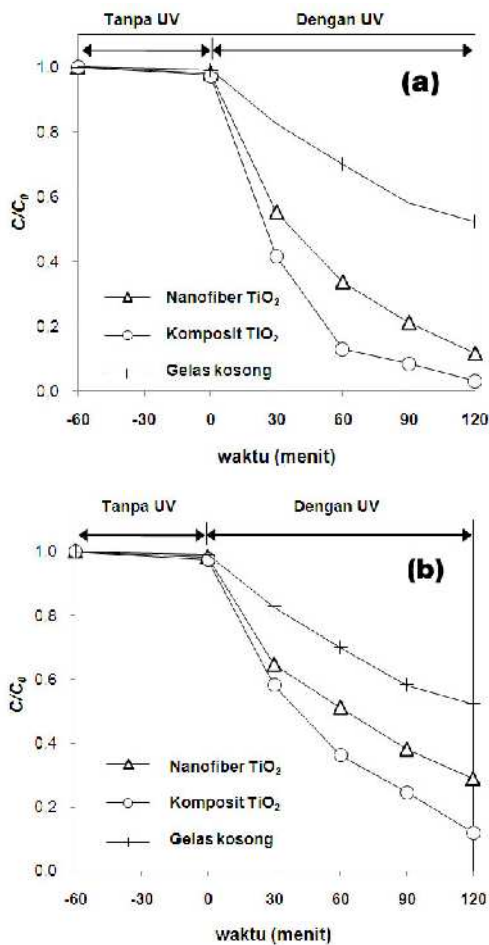 Tanpa UV Dengan UV
(a)
1.0
0.8
0.6
0.4
0.2
0.0
C/C0
Nanofiber TiO2
Komposit TiO2
Gelas kosong
-60 -30 0 30 60 90 120
waktu (menit)
Tanpa UV Dengan UV
(b)
1.0
0.8
0.6
0.4
0.2
0.0
C/C0
Nanofiber TiO2
Komposit TiO2
Gelas kosong
-60 -30 0 30 60 90 120
waktu (menit)